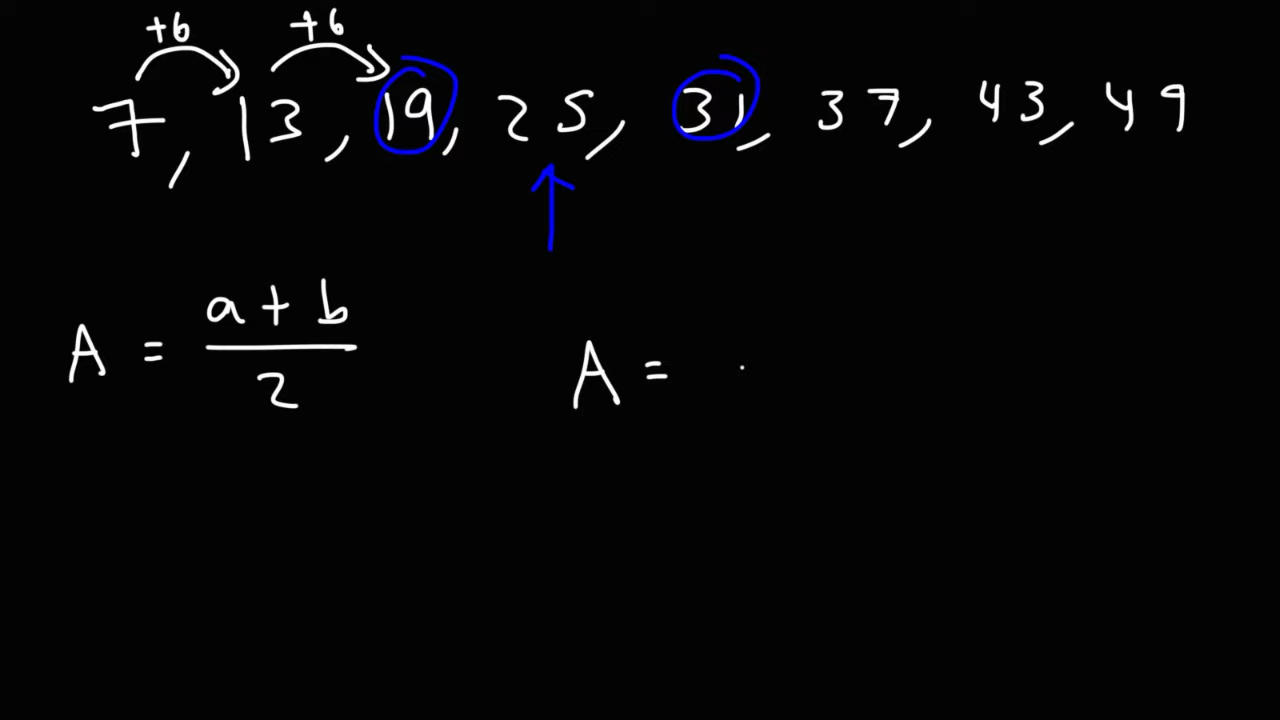 +6 +6
7, 13, 19, 25, 31, 37, 43, 49
A = a + b / 2
A =